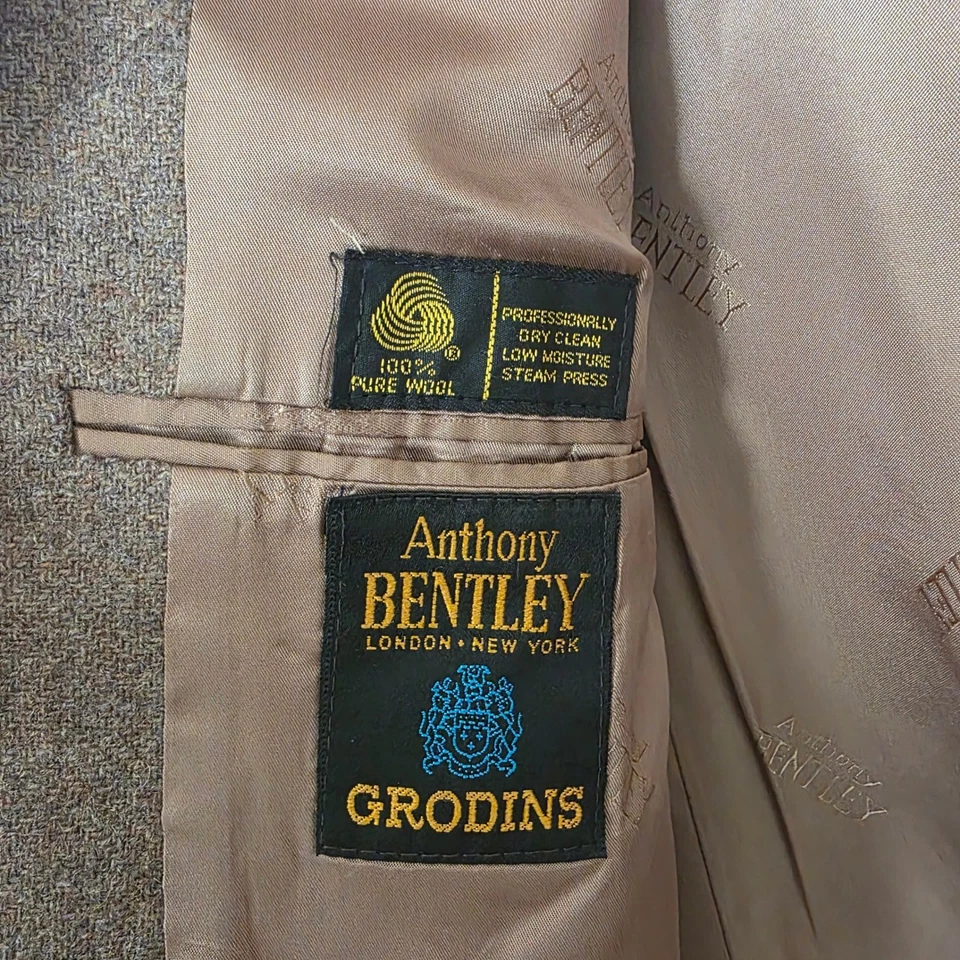 Anthony
BENTLEY
Anthony
BENTLEY
®
100%
PURE WOOL
PROFESSIONALLY
DRY CLEAN
LOW MOISTURE
STEAM PRESS
Anthony
BENTLEY
LONDON • NEW YORK
GRODINS
Anthony
BENTLEY